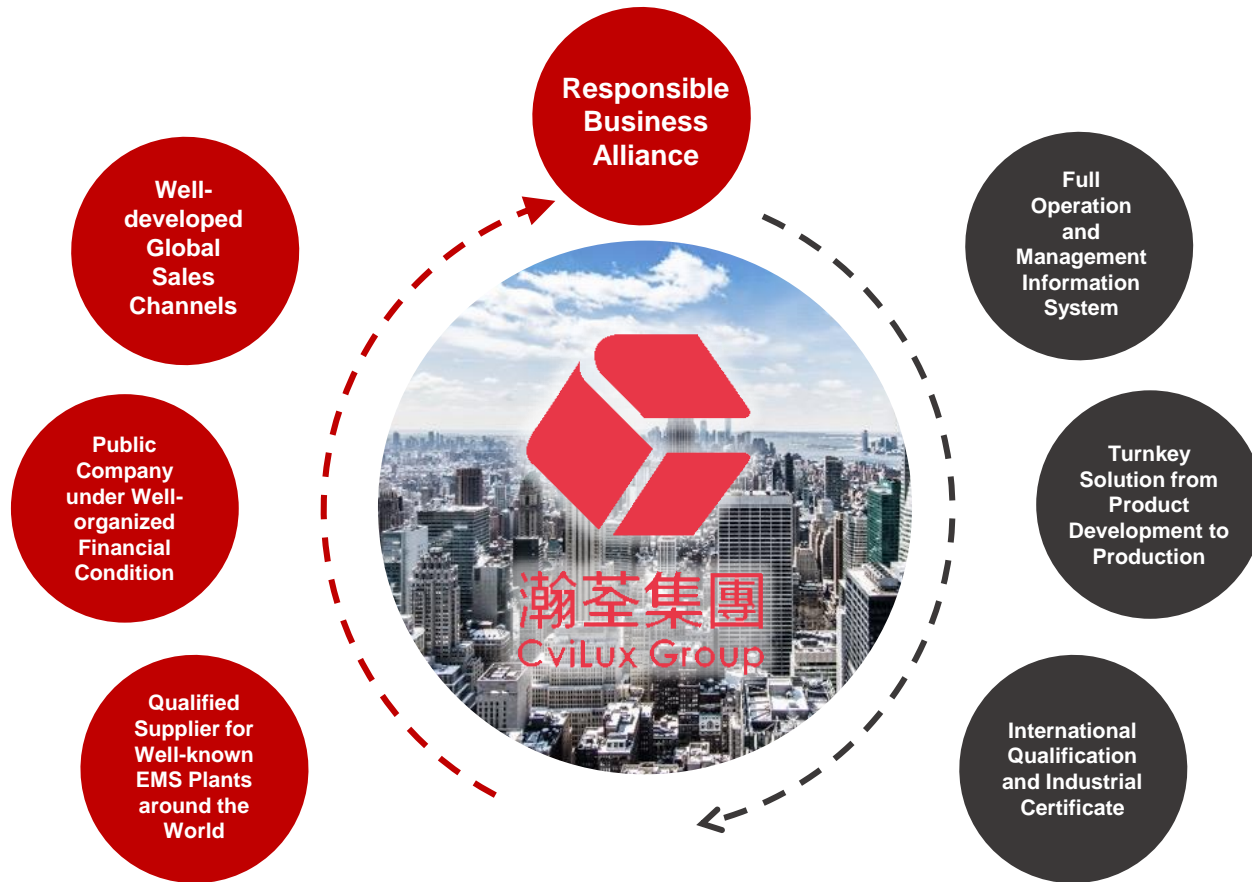 Responsible
Business
Alliance
Well-
developed
Global
Sales
Channels
Public
Company
under Well-
organized
Financial
Condition
Qualified
Supplier for
Well-known
EMS Plants
around the
World
Full
Operation
and
Management
Information
System
Turnkey
Solution from
Product
Development to
Production
International
Qualification
and Industrial
Certificate
瀚荃集團
CviLux Group